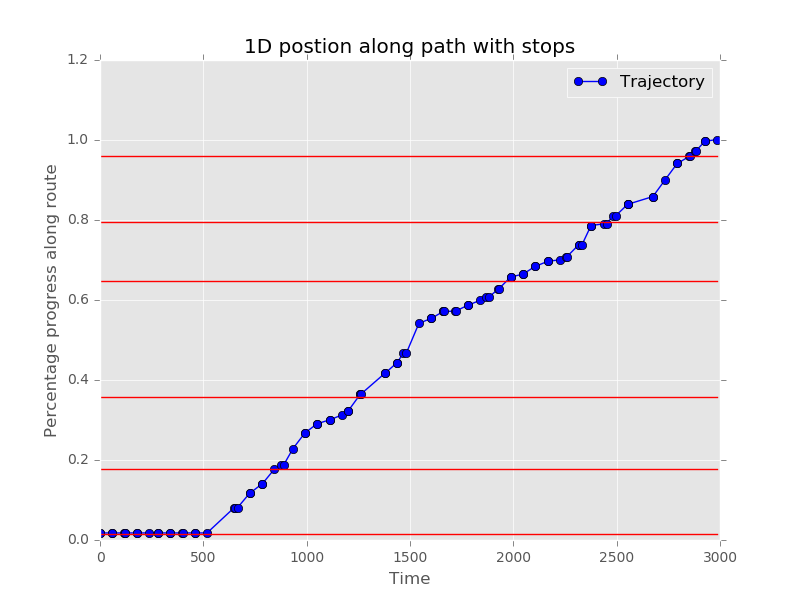 1D postion along path with stops
Trajectory
Percentage progress along route
1.2
1.0
0.8
0.6
0.4
0.2
0.0
0 500 1000 1500 2000 2500 3000
Time